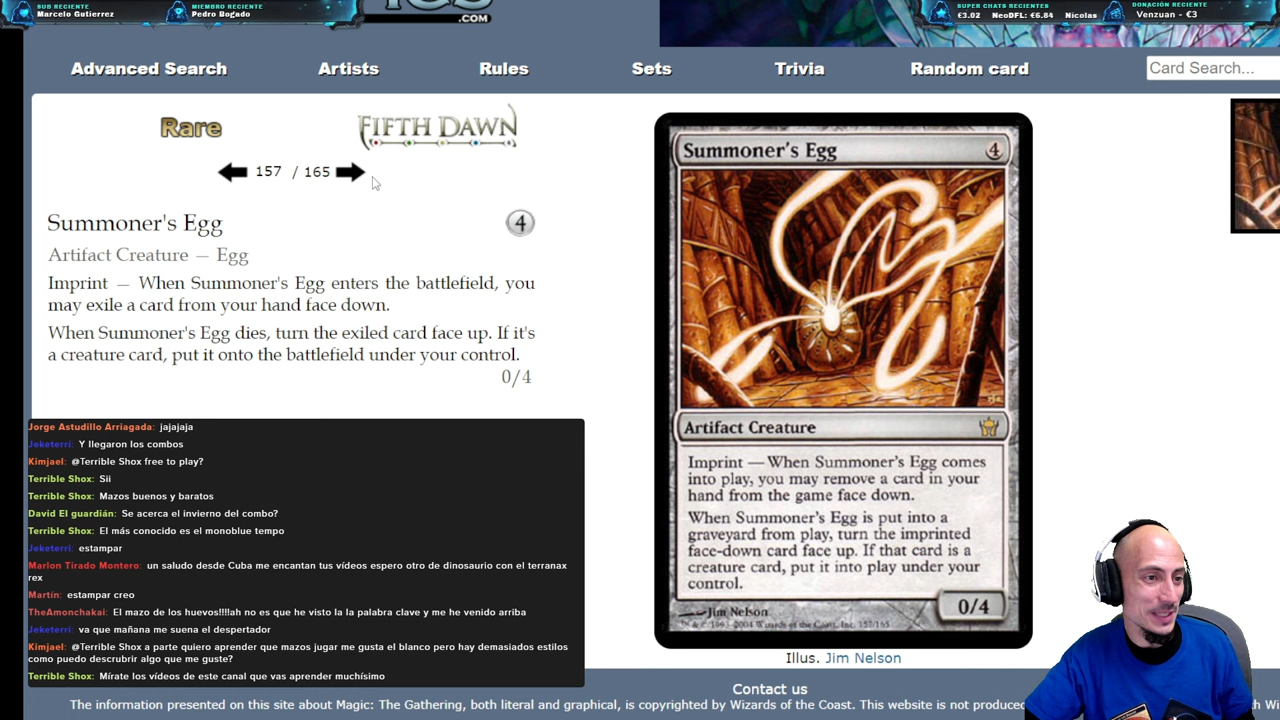 SUB RECIENTE
Marcelo Gutierrez
MIEMBRO RECIENTE
Pedro Bogado
.COM
SUPER CHATS RECIENTES
€3.02 NeoDFL: €6.84 Nicolas
DONACIÓN RECIENTE
Venzuan - €3
Advanced Search Artists Rules Sets Trivia Random card Card Search...
Rare
FIFTH DAWN
157 / 165
Summoner's Egg 4
Artifact Creature — Egg
Imprint — When Summoner's Egg enters the battlefield, you
may exile a card from your hand face down.
When Summoner's Egg dies, turn the exiled card face up. If it's
a creature card, put it onto the battlefield under your control.
0/4
Jorge Astudillo Arriagada: jajajaja
Jeketerri: Y llegaron los combos
Kimjael: @Terrible Shox free to play?
Terrible Shox: Sii
Terrible Shox: Mazos buenos y baratos
David El guardián: Se acerca el invierno del combo?
Terrible Shox: El más conocido es el monoblue tempo
Jeketerri: estampar
Marlon Tirado Montero: un saludo desde Cuba me encantan tus vídeos espero otro de dinosaurio con el terranax
rex
Martín: estampar creo
TheAmonchakai: El mazo de los huevos!!!!ah no es que he visto la la palabra clave y me he venido arriba
Jeketerri: va que mañana me suena el despertador
Kimjael: @Terrible Shox a parte quiero aprender que mazos jugar me gusta el blanco pero hay demasiados estilos
como puedo descrubrir algo que me guste?
Terrible Shox: Mírate los vídeos de este canal que vas aprender muchísimo
Summoner's Egg 4
Artifact Creature
Imprint — When Summoner's Egg comes
into play, you may remove a card in your
hand from the game face down.
When Summoner's Egg is put into a
graveyard from play, turn the imprinted
face-down card face up. If that card is a
creature card, put it into play under your
control.
Jim Nelson
0/4
™ & © 1993-2004 Wizards of the Coast, Inc. 157/165
Illus. Jim Nelson
Contact us
The information presented on this site about Magic: The Gathering, both literal and graphical, is copyrighted by Wizards of the Coast. This website is not produced